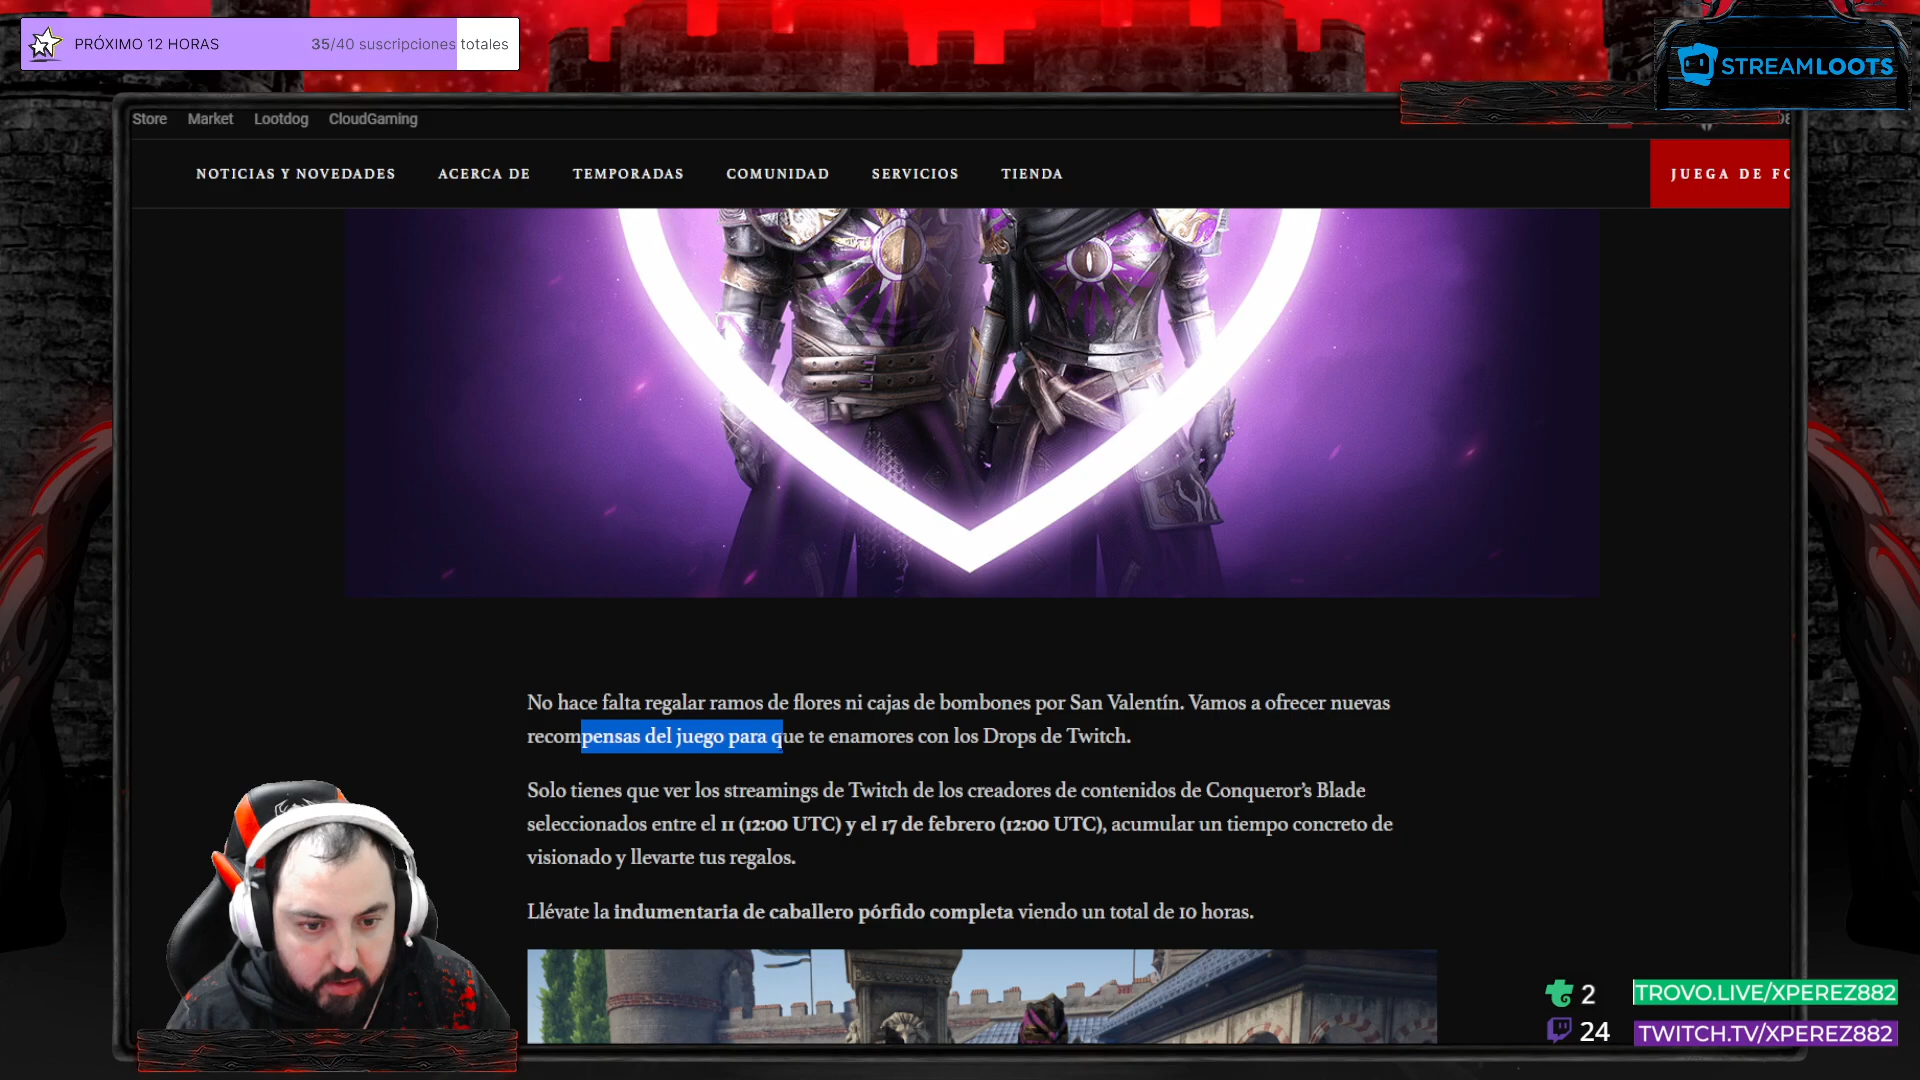 PRÓXIMO 12 HORAS
35/40 suscripciones totales
STREAMLOOTS
Store Market Lootdog CloudGaming
NOTICIAS Y NOVEDADES ACERCA DE TEMPORADAS COMUNIDAD SERVICIOS TIENDA
JUEGA DE FO
No hace falta regalar ramos de flores ni cajas de bombones por San Valentín. Vamos a ofrecer nuevas
recompensas del juego para que te enamores con los Drops de Twitch.
Solo tienes que ver los streamings de Twitch de los creadores de contenidos de Conqueror's Blade
seleccionados entre el 11 (12:00 UTC) y el 17 de febrero (12:00 UTC), acumular un tiempo concreto de
visionado y llevarte tus regalos.
Llévate la indumentaria de caballero pórfido completa viendo un total de 10 horas.
2 TROVO.LIVE/XPEREZ882
24 TWITCH.TV/XPEREZ882